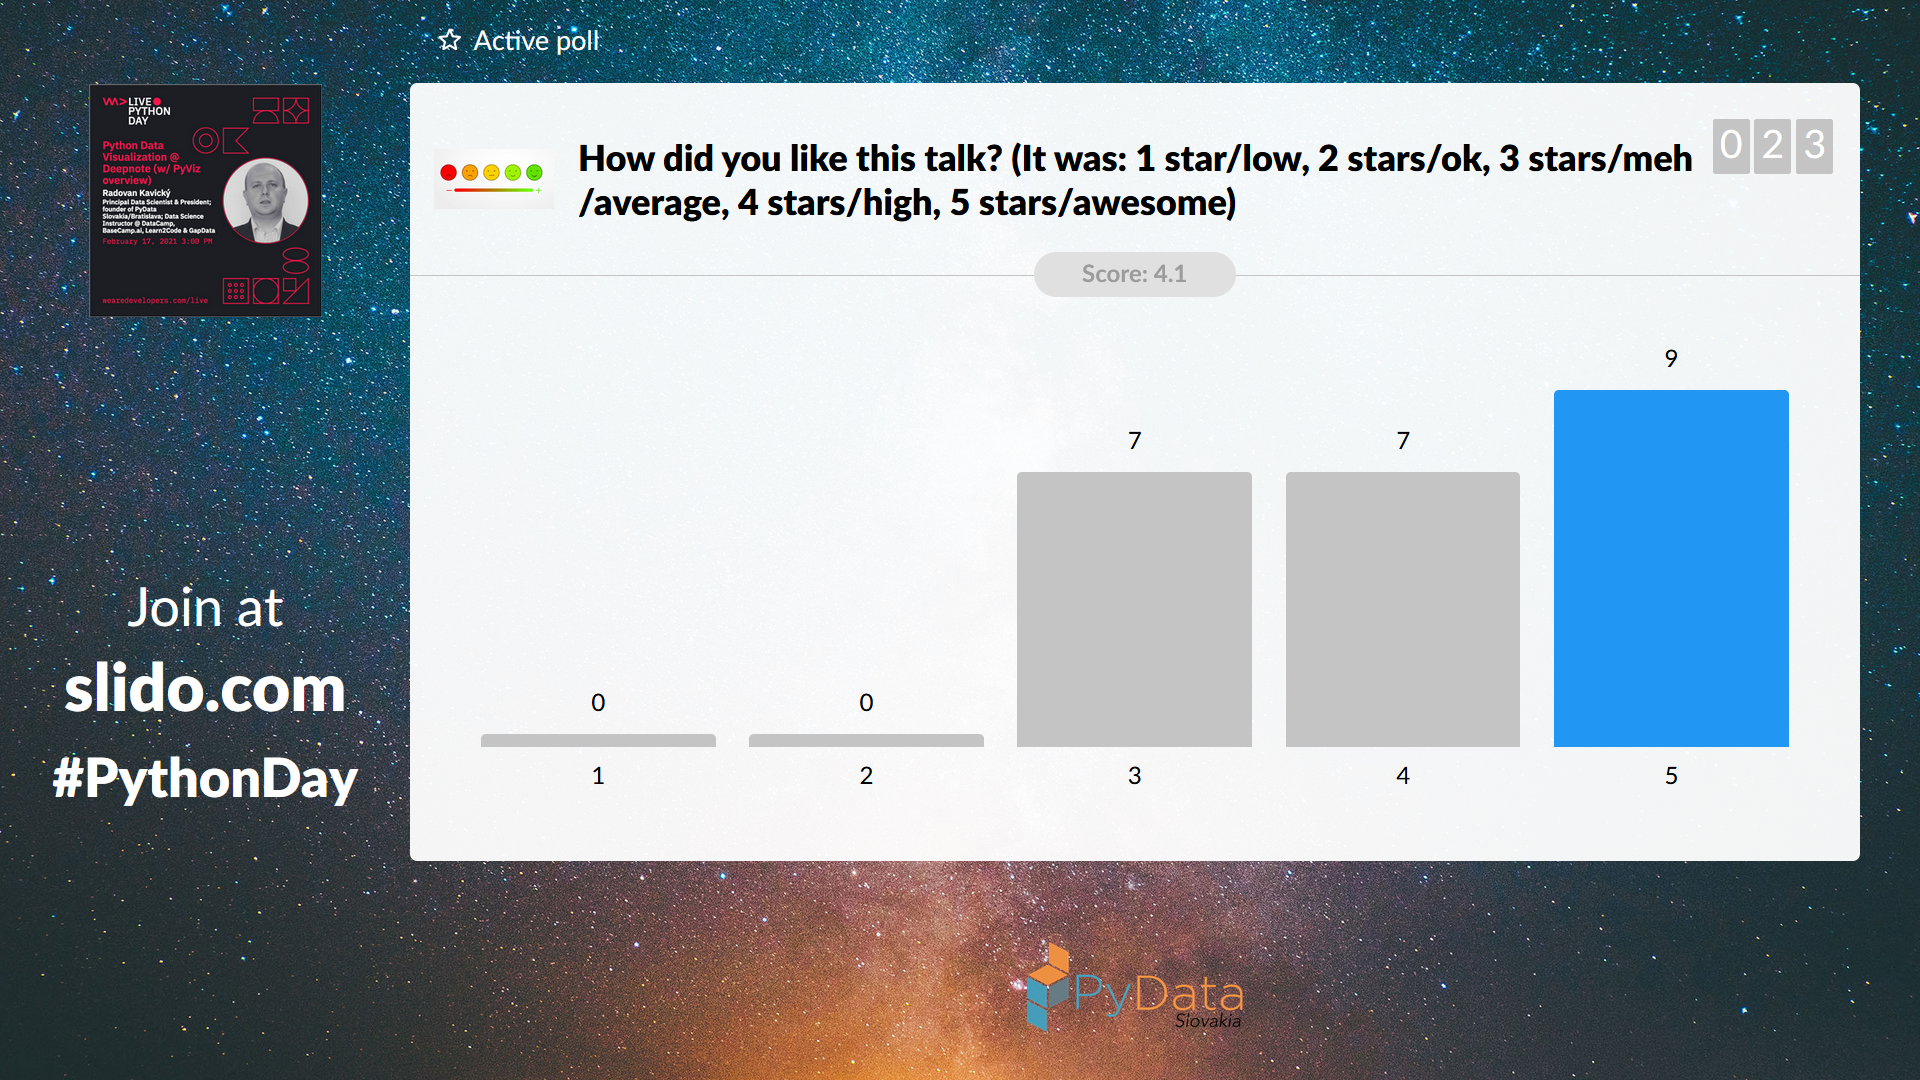 Active poll
LIVE
PYTHON
DAY
Python Data
Visualization @
Deepnote (w/ PyViz
overview)
Radovan Kavický
Principal Data Scientist & President;
founder of PyData
Slovakia/Bratislava; Data Science
Instructor @ DataCamp,
BaseCamp.ai, Learn2Code & GapData
February 17, 2021 3:00 PM
wearedevelopers.com/live
Join at
slido.com
#PythonDay
How did you like this talk? (It was: 1 star/low, 2 stars/ok, 3 stars/meh
/average, 4 stars/high, 5 stars/awesome)
023
Score: 4.1
0 0 7 7 9
1 2 3 4 5
PyData
Slovakia